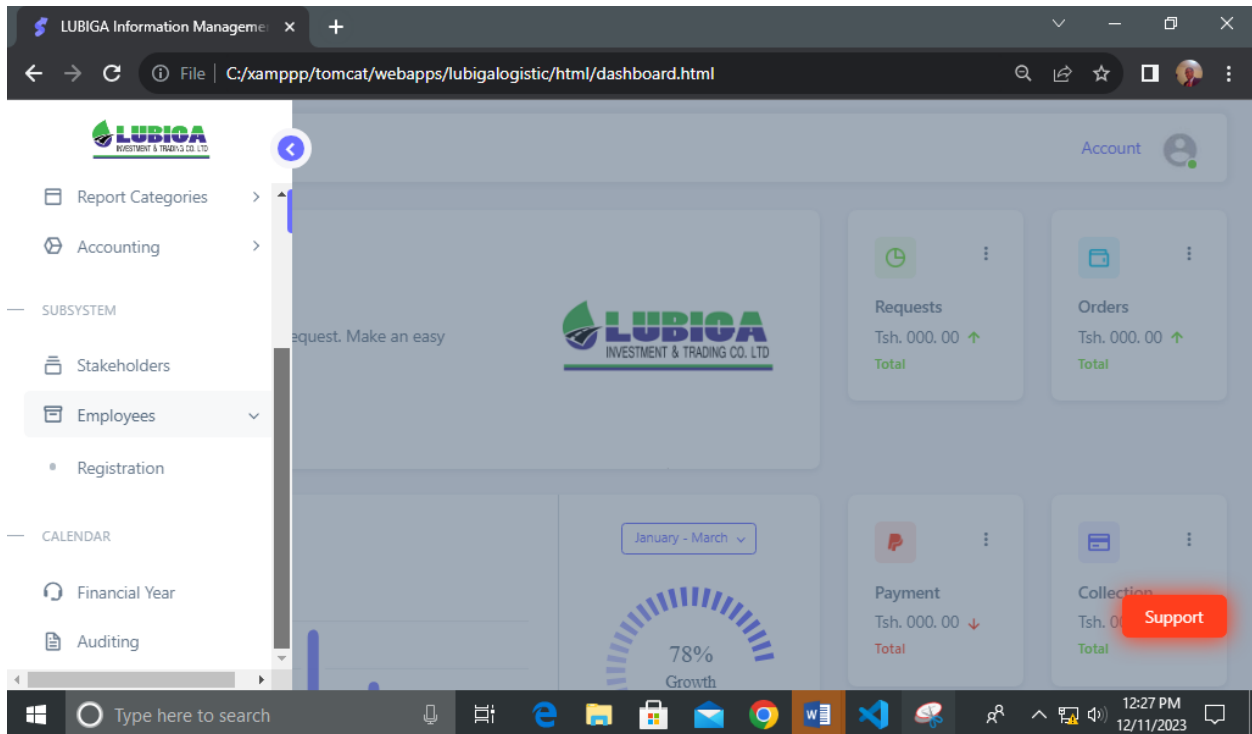 LUBIGA Information Manageme
File | C:/xamppp/tomcat/webapps/lubigalogistic/html/dashboard.html
LUBIGA
INVESTMENT & TRADING CO. LTD
Account
Report Categories
Accounting
SUBSYSTEM
Stakeholders
Employees
Registration
CALENDAR
Financial Year
Auditing
equest. Make an easy
LUBIGA
INVESTMENT & TRADING CO. LTD
Requests
Tsh. 000. 00
Total
Orders
Tsh. 000. 00
Total
January - March
78%
Growth
Payment
Tsh. 000. 00
Total
Collection
Tsh. 0
Total
Support
Type here to search
12:27 PM
12/11/2023